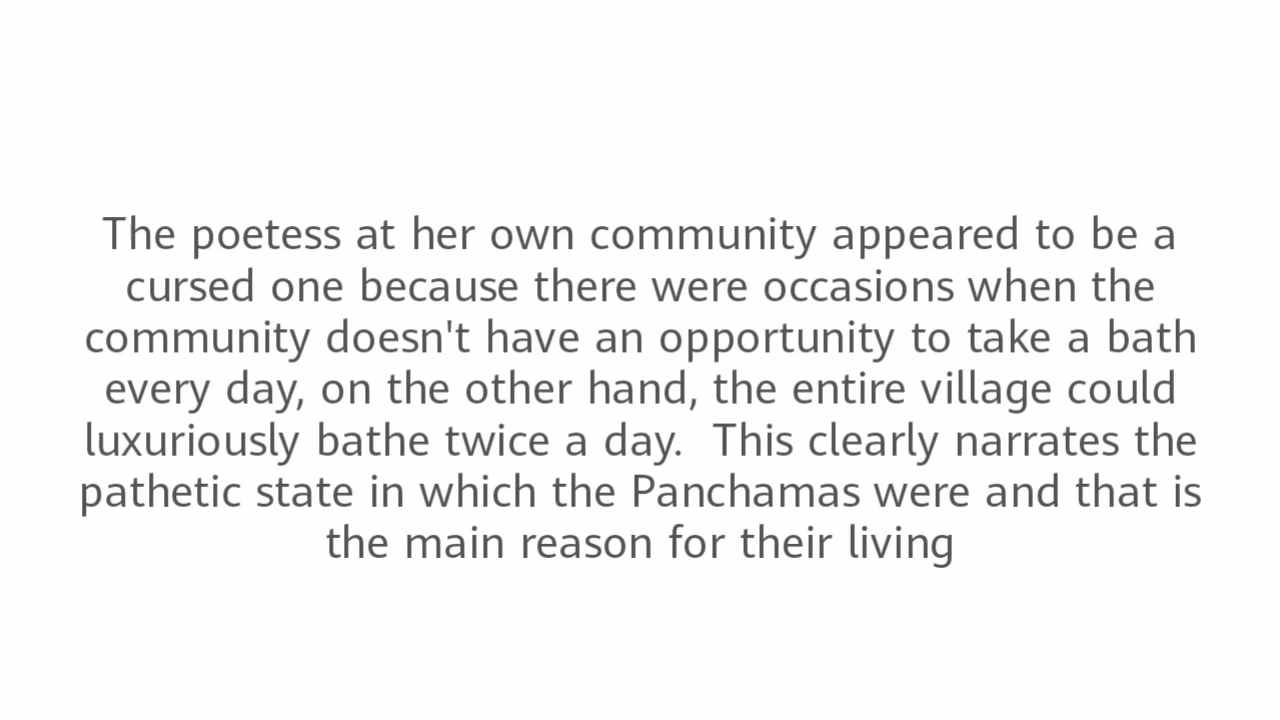 The poetess at her own community appeared to be a
cursed one because there were occasions when the
community doesn't have an opportunity to take a bath
every day, on the other hand, the entire village could
luxuriously bathe twice a day.  This clearly narrates the
pathetic state in which the Panchamas were and that is
the main reason for their living